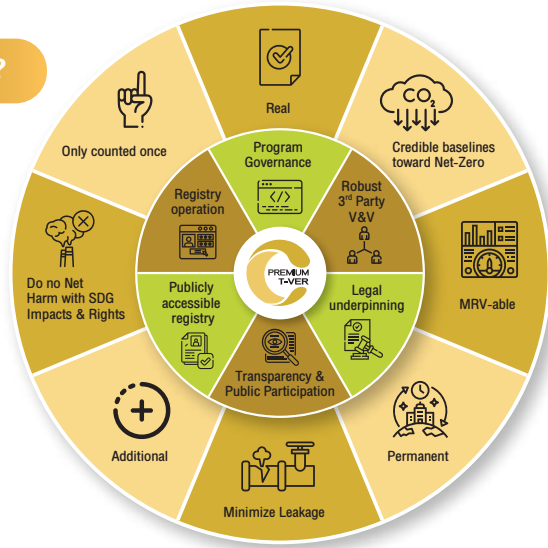 ?
Real
Credible baselines
toward Net-Zero
CO2
MRV-able
Permanent
Minimize Leakage
Additional
Do no Net
Harm with SDG
Impacts & Rights
Only counted once
Program
Governance
</>
Robust
3rd Party
V&V
Legal
underpinning
Transparency &
Public Participation
Publicly
accessible
registry
A
Registry
operation
PREMIUM
T-VER